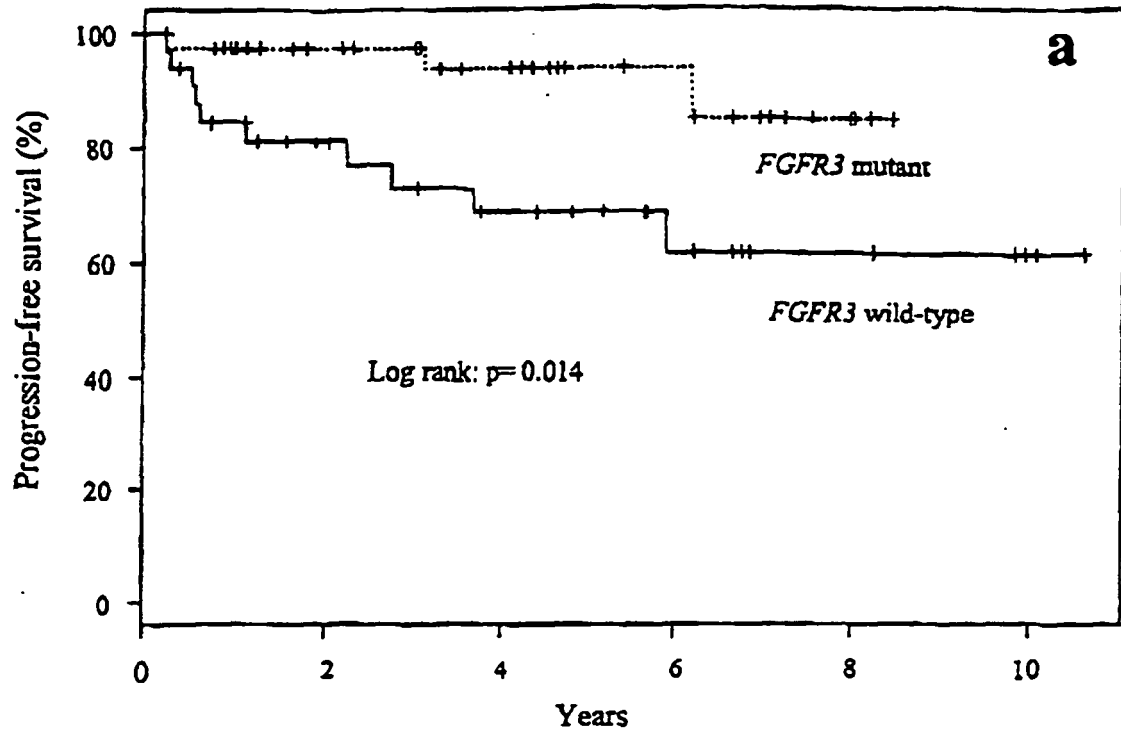 a
Progression-free survival (%)
100
80
60
40
20
0
FGFR3 mutant
FGFR3 wild-type
Log rank: p= 0.014
0 2 4 6 8 10
Years